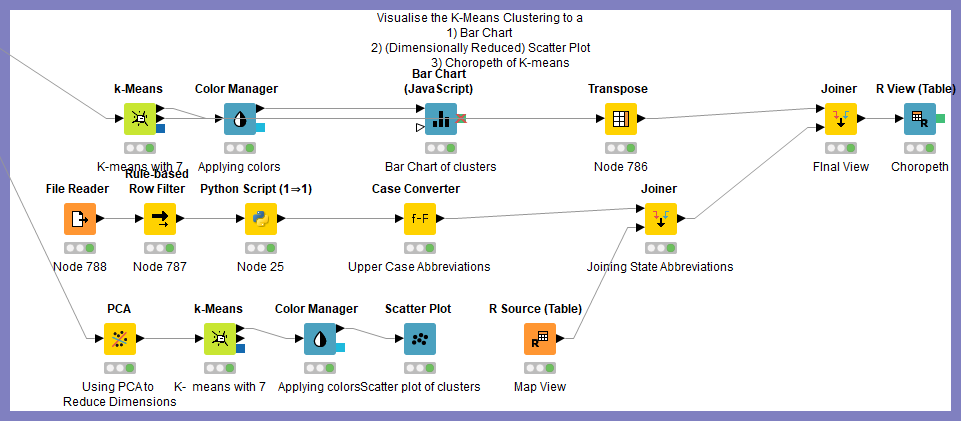 Visualise the K-Means Clustering to a
1) Bar Chart
2) (Dimensionally Reduced) Scatter Plot
3) Choropeth of K-means
k-Means
Color Manager
Bar Chart
(JavaScript)
Transpose
Joiner
R View (Table)
K-means with 7
Applying colors
Bar Chart of clusters
Node 786
FInal View
Choropeth
File Reader
Rule-based
Row Filter
Python Script (1⇒1)
Case Converter
Joiner
Node 788
Node 787
Node 25
Upper Case Abbreviations
Joining State Abbreviations
PCA
k-Means
Color Manager
Scatter Plot
R Source (Table)
Using PCA to
Reduce Dimensions
K- means with 7
Applying colors
Scatter plot of clusters
Map View